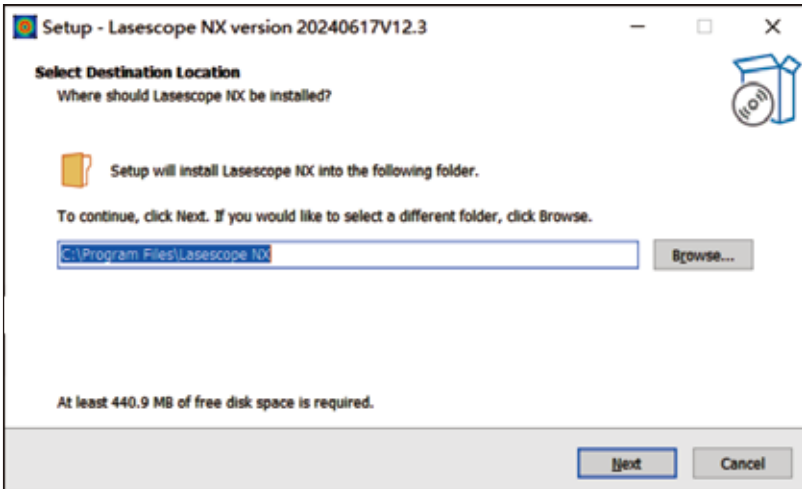 Setup - Lasescope NX version 20240617V12.3
Select Destination Location
Where should Lasescope NX be installed?
Setup will install Lasescope NX into the following folder.
To continue, click Next. If you would like to select a different folder, click Browse.
C:\Program Files\Lasescope NX
Browse...
At least 440.9 MB of free disk space is required.
Next
Cancel